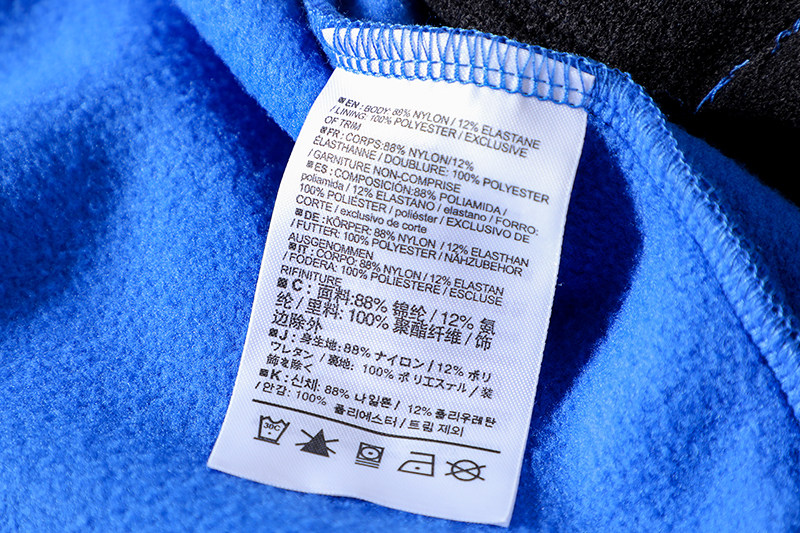 EN: BODY: 88% NYLON / 12% ELASTANE
/ LINING: 100% POLYESTER / EXCLUSIVE
OF TRIM
FR: CORPS:88% NYLON/12%
ÉLASTHANNE / DOUBLURE: 100% POLYESTER
/ GARNITURE NON-COMPRISE
ES: COMPOSICIÓN:88% POLIAMIDA /
poliamida / 12% ELASTANO / elastano / FORRO:
100% POLIÉSTER / poliéster / EXCLUSIVO DE
CORTE / exclusivo de corte
DE: KÖRPER: 88% NYLON / 12% ELASTHAN
/ FUTTER: 100% POLYESTER / NÄHZUBEHÖR
AUSGENOMMEN
IT: CORPO: 88% NYLON / 12% ELASTAN
/ FODERA: 100% POLIESTERE / ESCLUSE
RIFINITURE
C: 面料:88% 锦纶 / 12% 氨
纶 / 里料: 100% 聚酯纤维 / 饰
边除外
J: 身生地: 88% ナイロン / 12% ポリ
ウレタン / 裏地: 100% ポリエステル / 装
飾を除く
K: 신체: 88% 나일론 / 12% 폴리우레탄
/ 안감: 100% 폴리에스터 / 트림 제외
30C